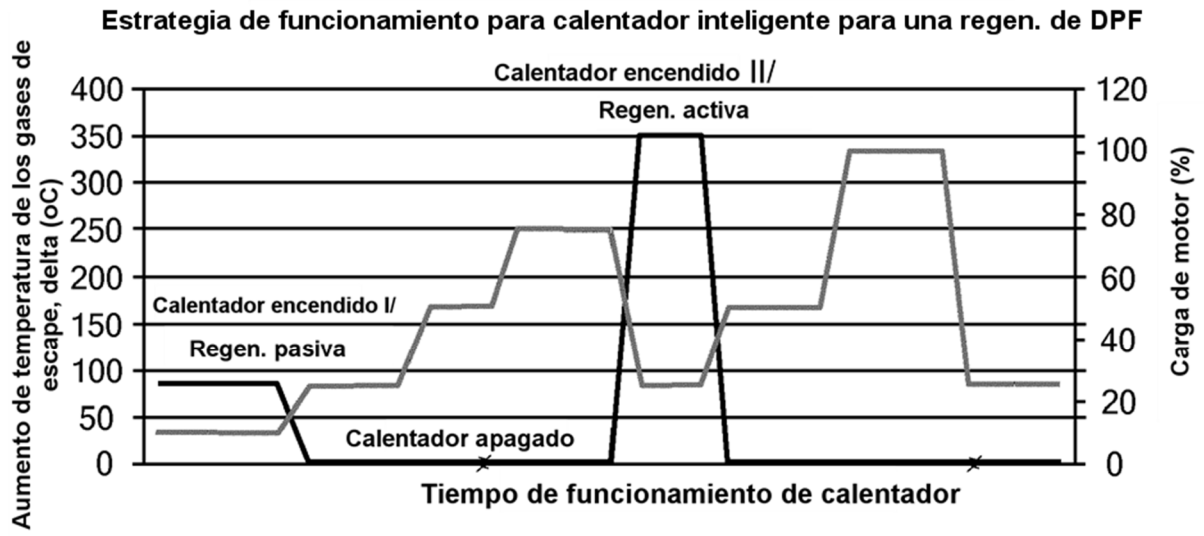 Estrategia de funcionamiento para calentador inteligente para una regen. de DPF
Aumento de temperatura de los gases de
escape, delta (oC)
400
350
300
250
200
150
100
50
0
Calentador encendido II/
Regen. activa
Calentador encendido I/
Regen. pasiva
Calentador apagado
120
100
80
60
40
20
0
Carga de motor (%)
Tiempo de funcionamiento de calentador